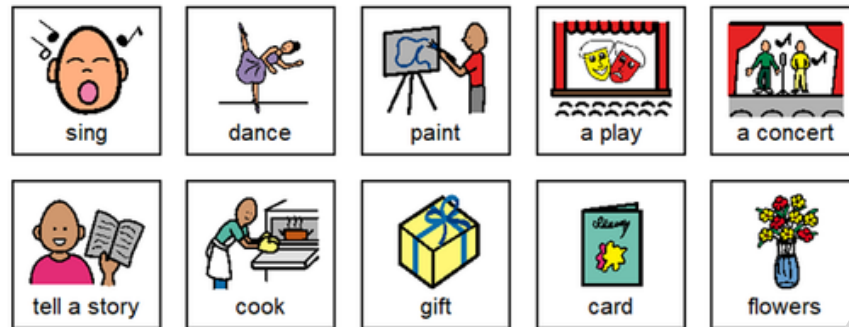 sing
dance
paint
a play
a concert
tell a story
cook
gift
card
flowers